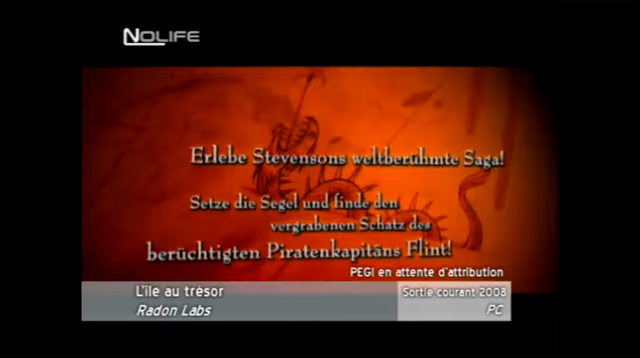 NOLIFE
Erlebe Stevensons weltberühmte Saga!
Setze die Segel und finde den
vergrabenen Schatz des
berüchtigten Piratenkapitäns Flint!
PEGI en attente d'attribution
L'île au trésor
Sortie courant 2008
Radon Labs
PC